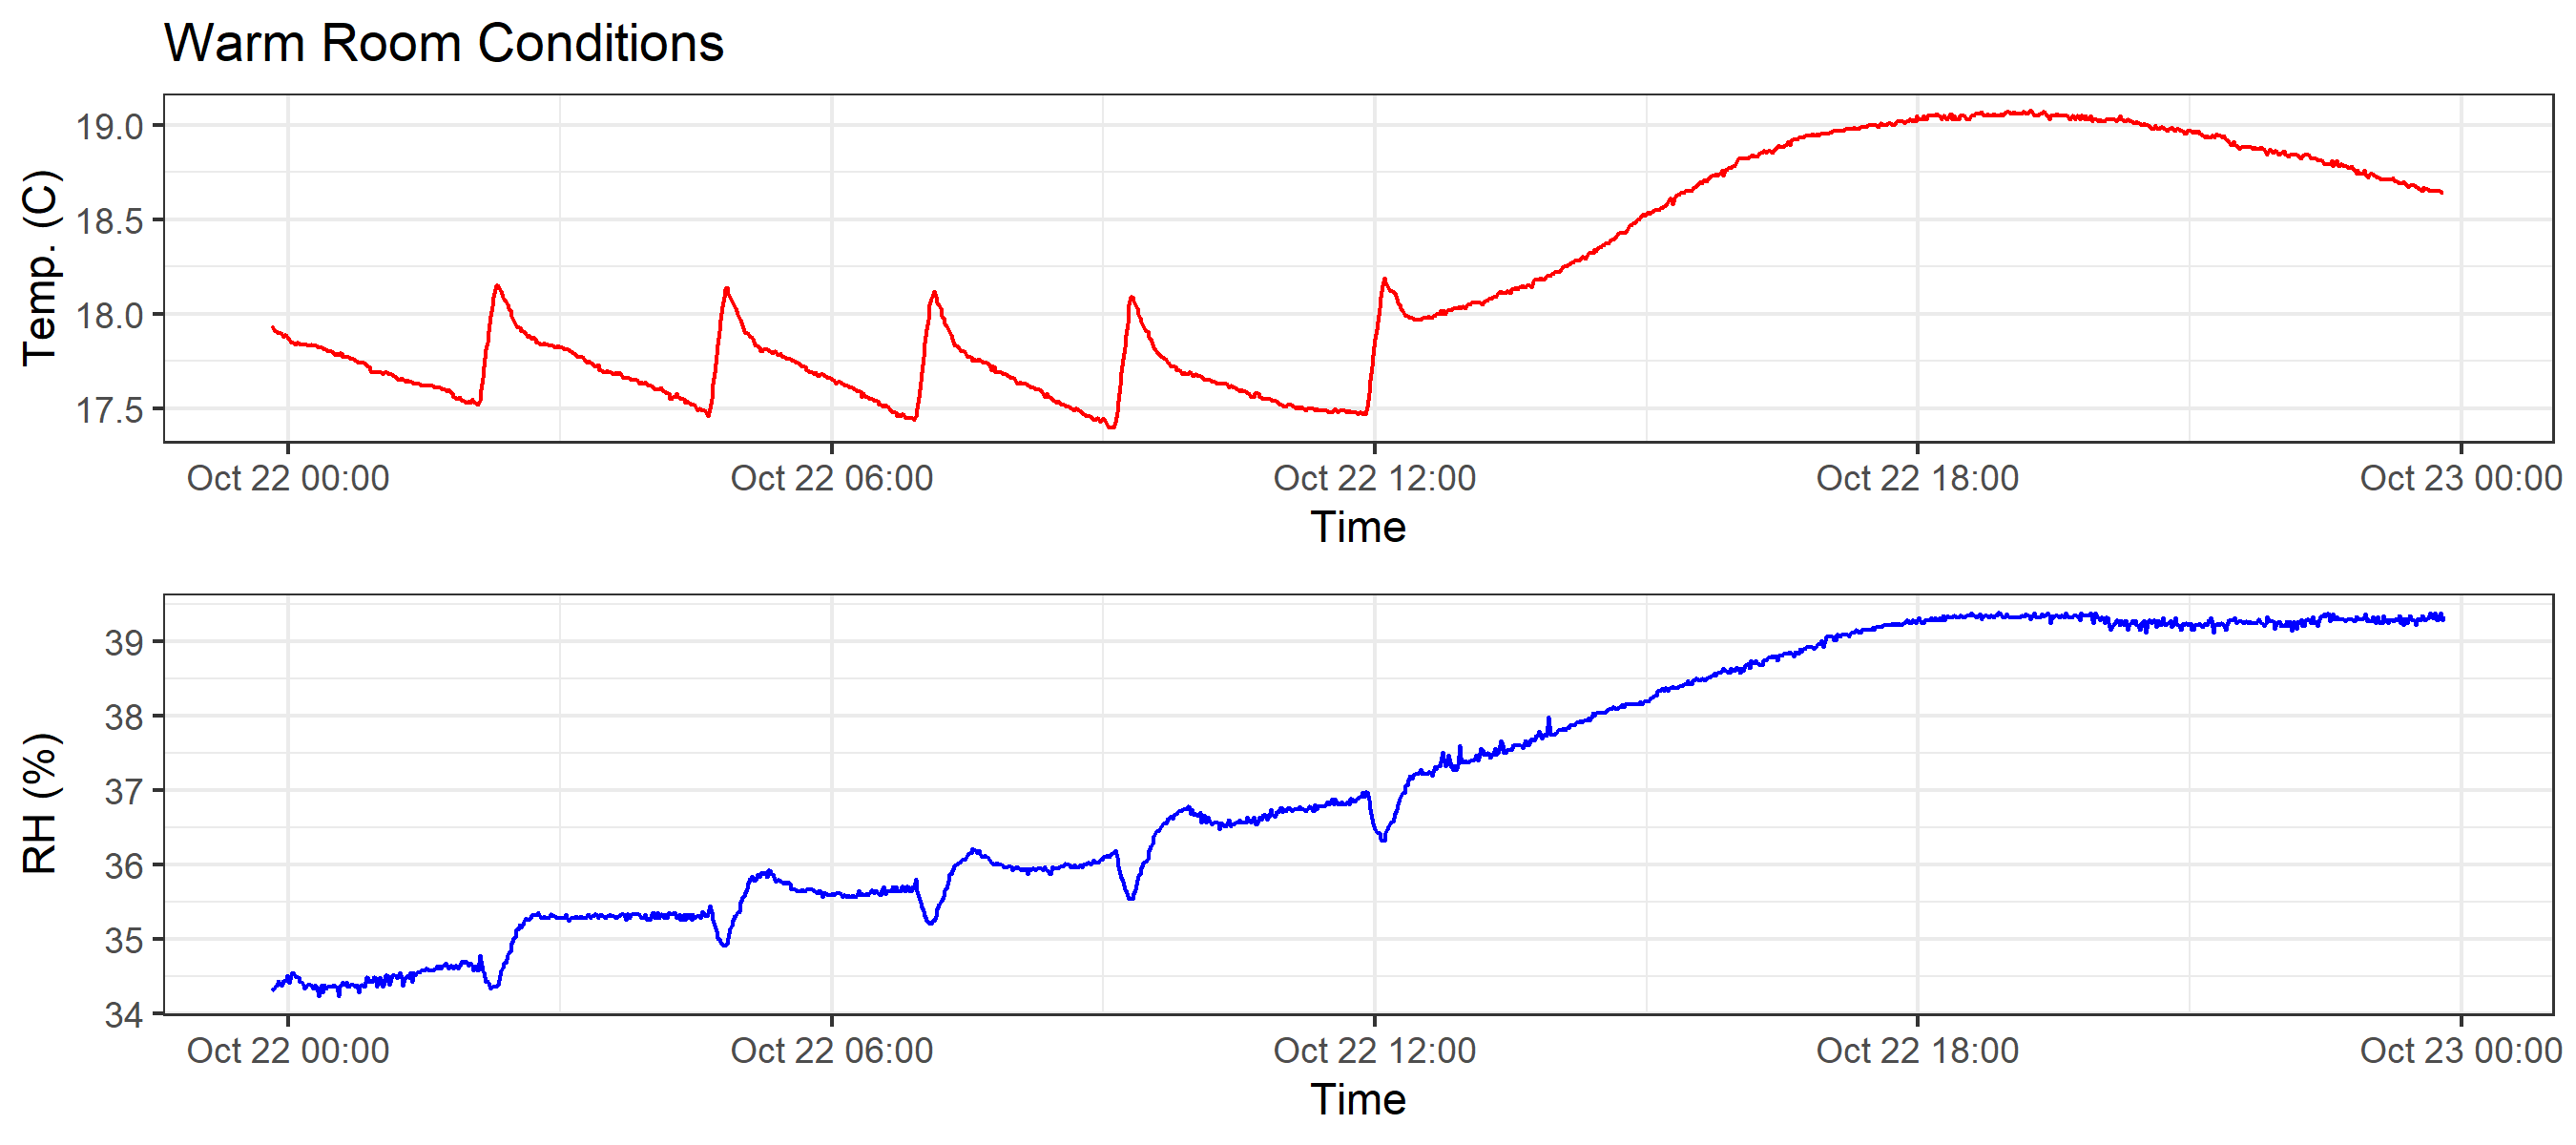 Warm Room Conditions
Temp. (C)
19.0
18.5
18.0
17.5
Oct 22 00:00 Oct 22 06:00 Oct 22 12:00 Oct 22 18:00 Oct 23 00:00
Time
RH (%)
39
38
37
36
35
34
Oct 22 00:00 Oct 22 06:00 Oct 22 12:00 Oct 22 18:00 Oct 23 00:00
Time